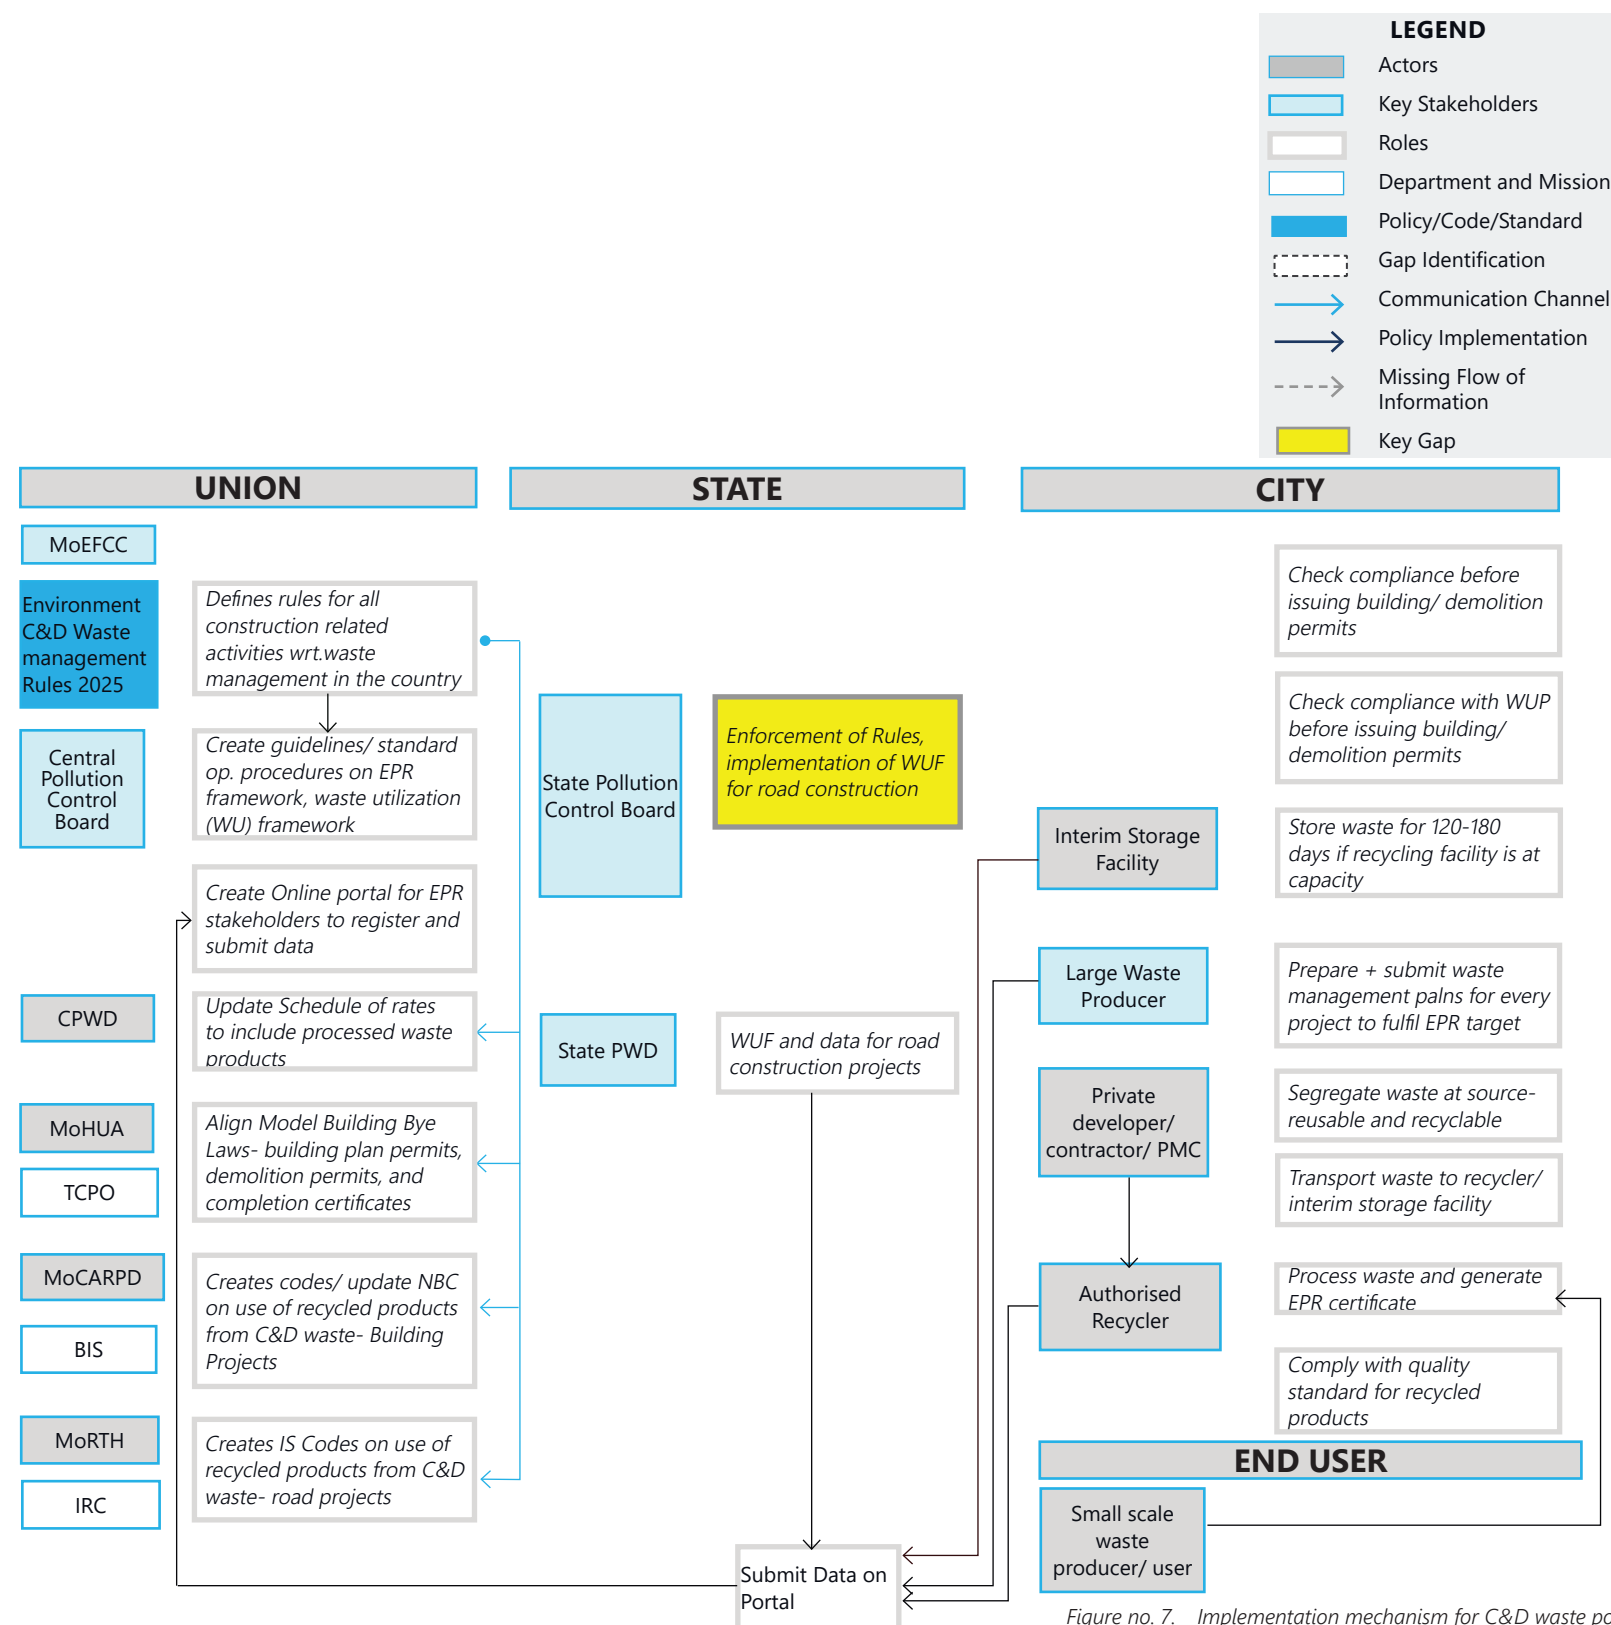 LEGEND
Actors
Key Stakeholders
Roles
Department and Mission
Policy/Code/Standard
Gap Identification
Communication Channel
Policy Implementation
Missing Flow of
Information
Key Gap
UNION
MoEFCC
Environment
C&D Waste
management
Rules 2025
Defines rules for all
construction related
activities wrt.waste
management in the country
Central
Pollution
Control
Board
Create guidelines/ standard
op. procedures on EPR
framework, waste utilization
(WU) framework
Create Online portal for EPR
stakeholders to register and
submit data
CPWD
Update Schedule of rates
to include processed waste
products
MoHUA
TCPO
Align Model Building Bye
Laws- building plan permits,
demolition permits, and
completion certificates
MoCARPD
BIS
Creates codes/ update NBC
on use of recycled products
from C&D waste- Building
Projects
MoRTH
IRC
Creates IS Codes on use of
recycled products from C&D
waste- road projects
STATE
State Pollution
Control Board
Enforcement of Rules,
implementation of WUF
for road construction
State PWD
WUF and data for road
construction projects
Submit Data on
Portal
CITY
Check compliance before
issuing building/ demolition
permits
Check compliance with WUP
before issuing building/
demolition permits
Interim Storage
Facility
Store waste for 120-180
days if recycling facility is at
capacity
Large Waste
Producer
Prepare + submit waste
management palns for every
project to fulfil EPR target
Private
developer/
contractor/ PMC
Segregate waste at source-
reusable and recyclable
Transport waste to recycler/
interim storage facility
Authorised
Recycler
Process waste and generate
EPR certificate
Comply with quality
standard for recycled
products
END USER
Small scale
waste
producer/ user
Figure no. 7. Implementation mechanism for C&D waste po